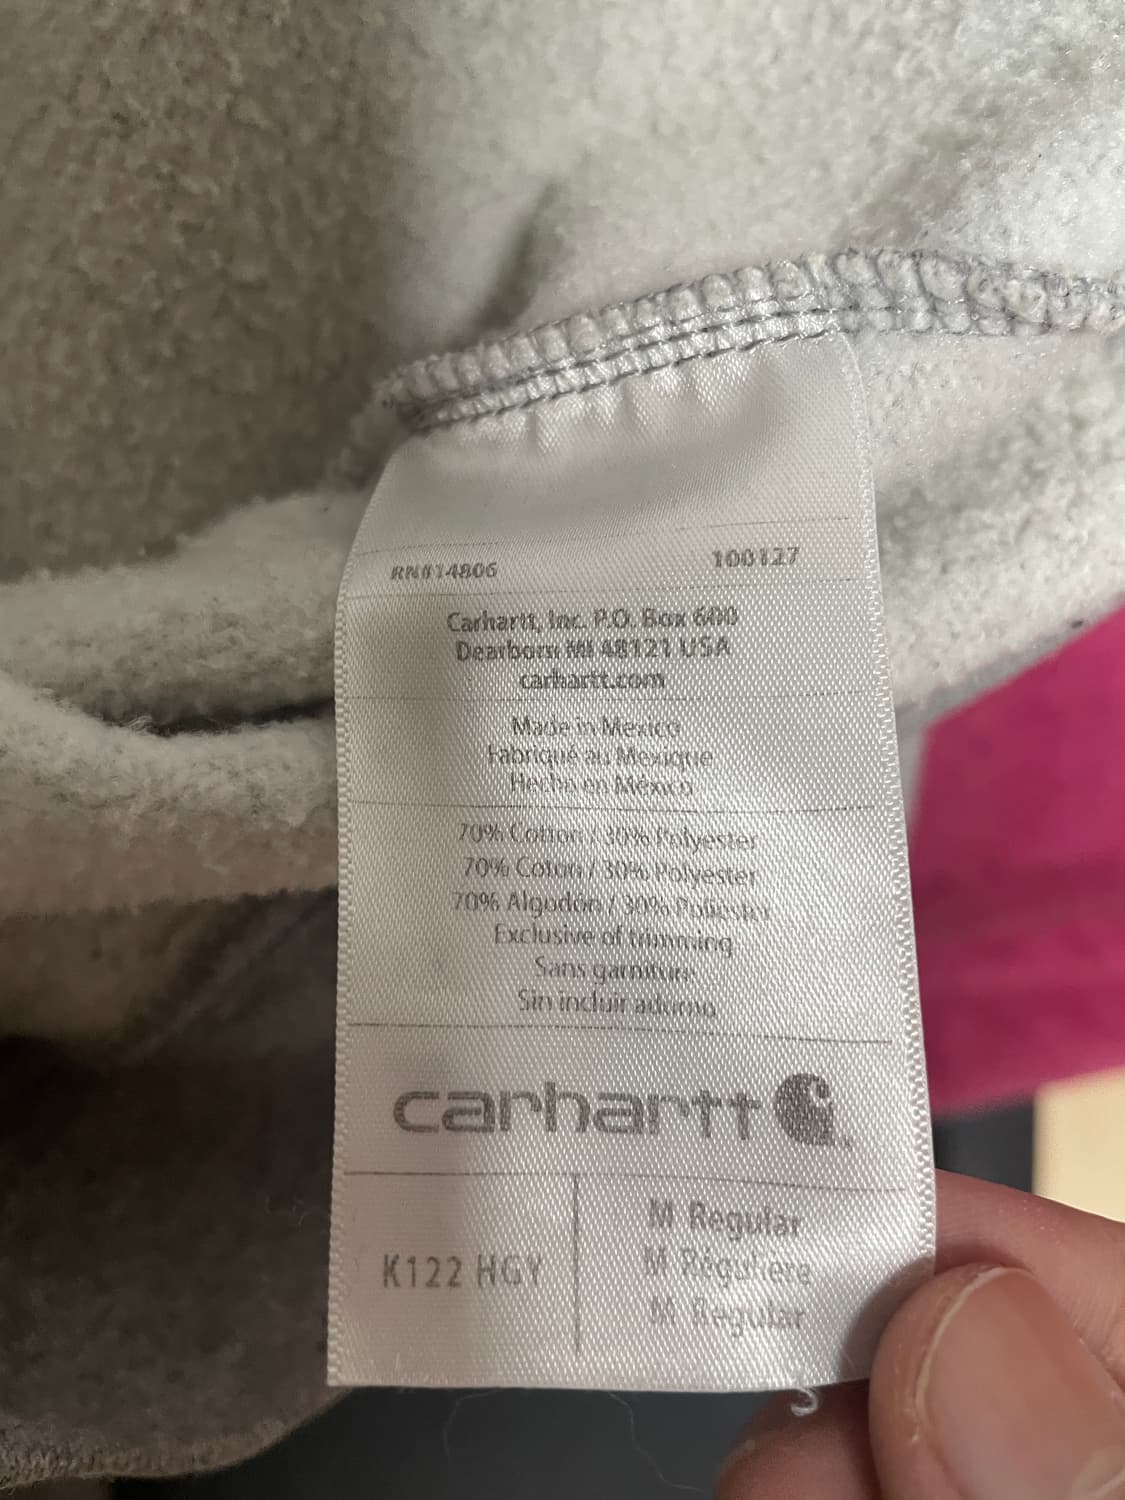 RN#14806 100127
Carhartt, Inc. P.O. Box 600
Dearborn MI 48121 USA
carhartt.com
Made in Mexico
Fabriqué au Mexique
Hecho en México
70% Cotton / 30% Polyester
70% Coton / 30% Polyester
70% Algodón / 30% Poliéster
Exclusive of trimming
Sans garniture
Sin incluir adorno
carhartt
K122 HGY
M Regular
M Régulière
M Regular